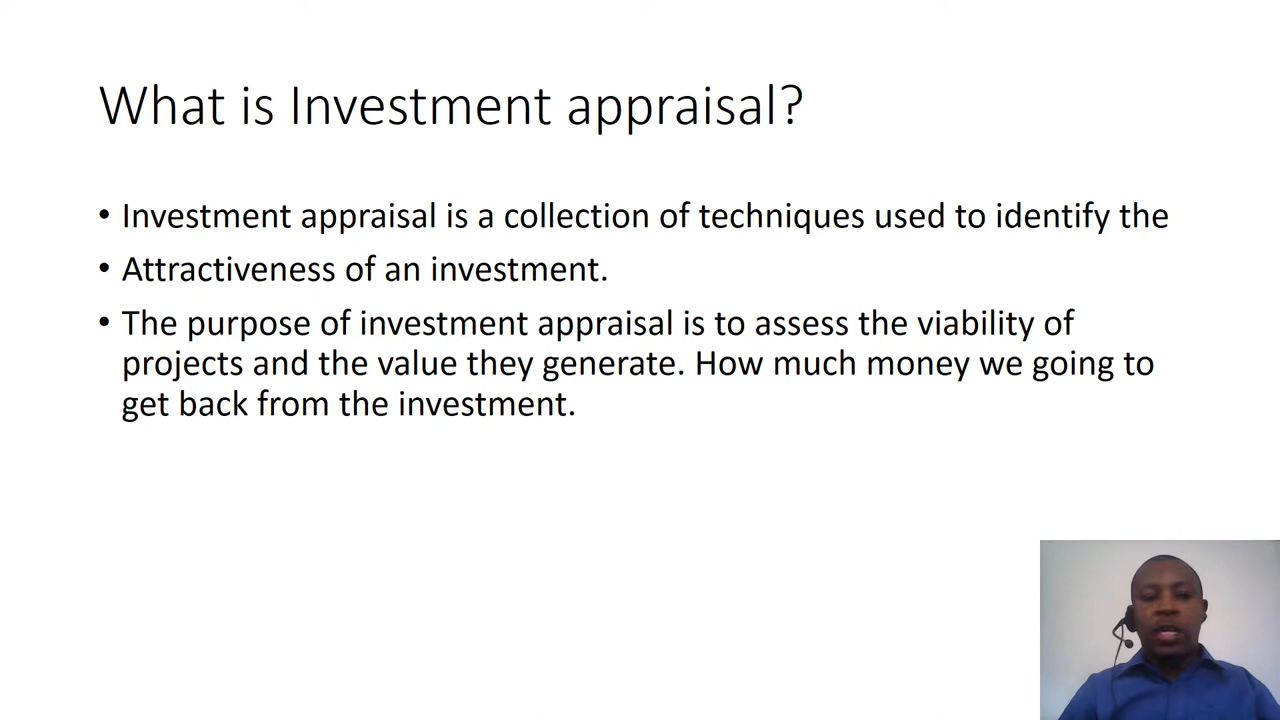 What is Investment appraisal?
• Investment appraisal is a collection of techniques used to identify the
• Attractiveness of an investment.
• The purpose of investment appraisal is to assess the viability of
projects and the value they generate. How much money we going to
get back from the investment.